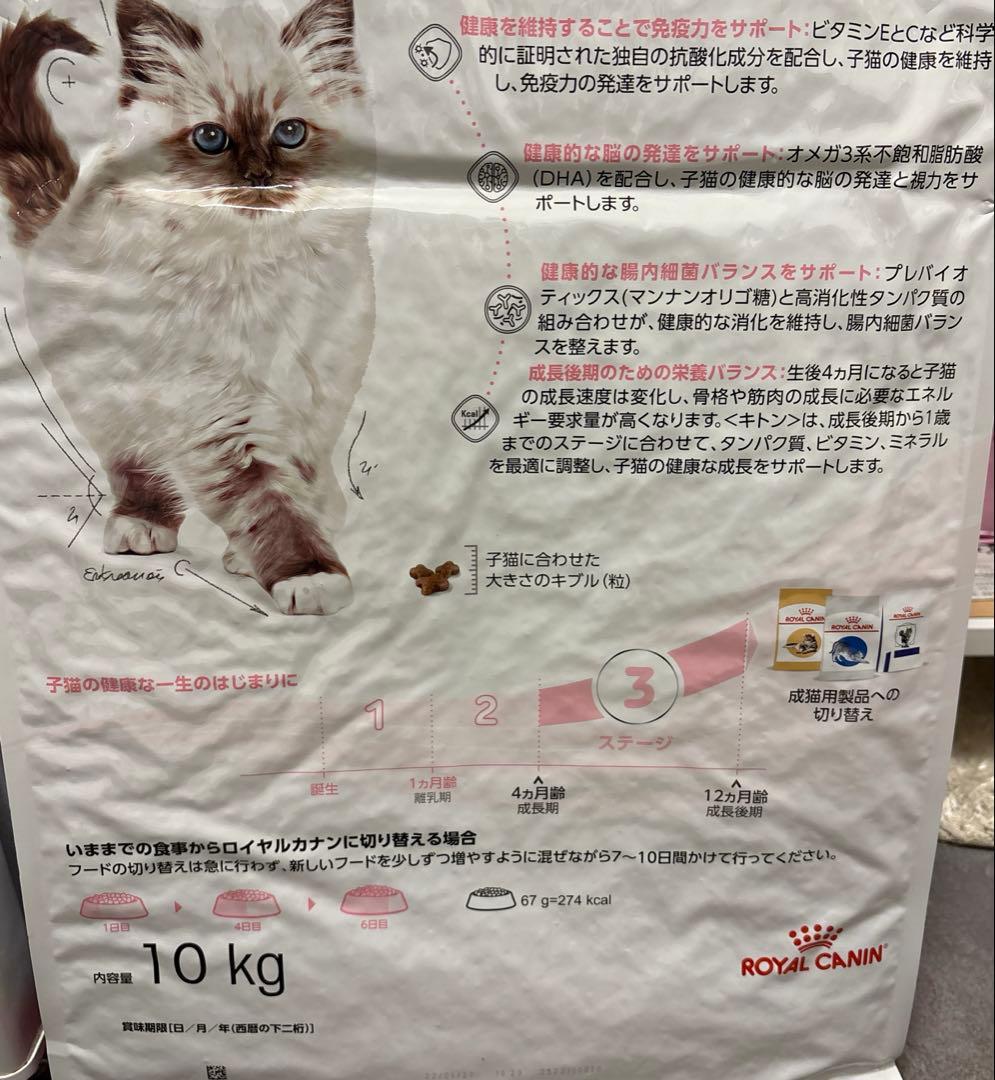 健康を維持することで免疫力をサポート:ビタミンEとCなど科学
的に証明された独自の抗酸化成分を配合し、子猫の健康を維持
し、免疫力の発達をサポートします。
健康的な脳の発達をサポート:オメガ3系不飽和脂肪酸
(DHA)を配合し、子猫の健康的な脳の発達と視力をサ
ポートします。
健康的な腸内細菌バランスをサポート:プレバイオ
ティックス(マンナンオリゴ糖)と高消化性タンパク質の
組み合わせが、健康的な消化を維持し、腸内細菌バラン
スを整えます。
成長後期のための栄養バランス:生後4ヵ月になると子猫
の成長速度は変化し、骨格や筋肉の成長に必要なエネル
ギー要求量が高くなります。<キトン>は、成長後期から1歳
までのステージに合わせて、タンパク質、ビタミン、ミネラル
を最適に調整し、子猫の健康な成長をサポートします。
Kcal
子猫に合わせた
大きさのキブル(粒)
ROYAL CANIN
ROYAL CANIN
ROYAL CANIN
成猫用製品への
切り替え
子猫の健康な一生のはじまりに
1
2
3
ステージ
誕生
1ヵ月齢
離乳期
4ヵ月齢
成長期
12ヵ月齢
成長後期
いままでの食事からロイヤルカナンに切り替える場合
フードの切り替えは急に行わず、新しいフードを少しずつ増やすように混ぜながら7～10日間かけて行ってください。
1日目
4日目
6日目
67 g=274 kcal
内容量 10 kg
ROYAL CANIN
賞味期限[日/月/年(西暦の下二桁)]